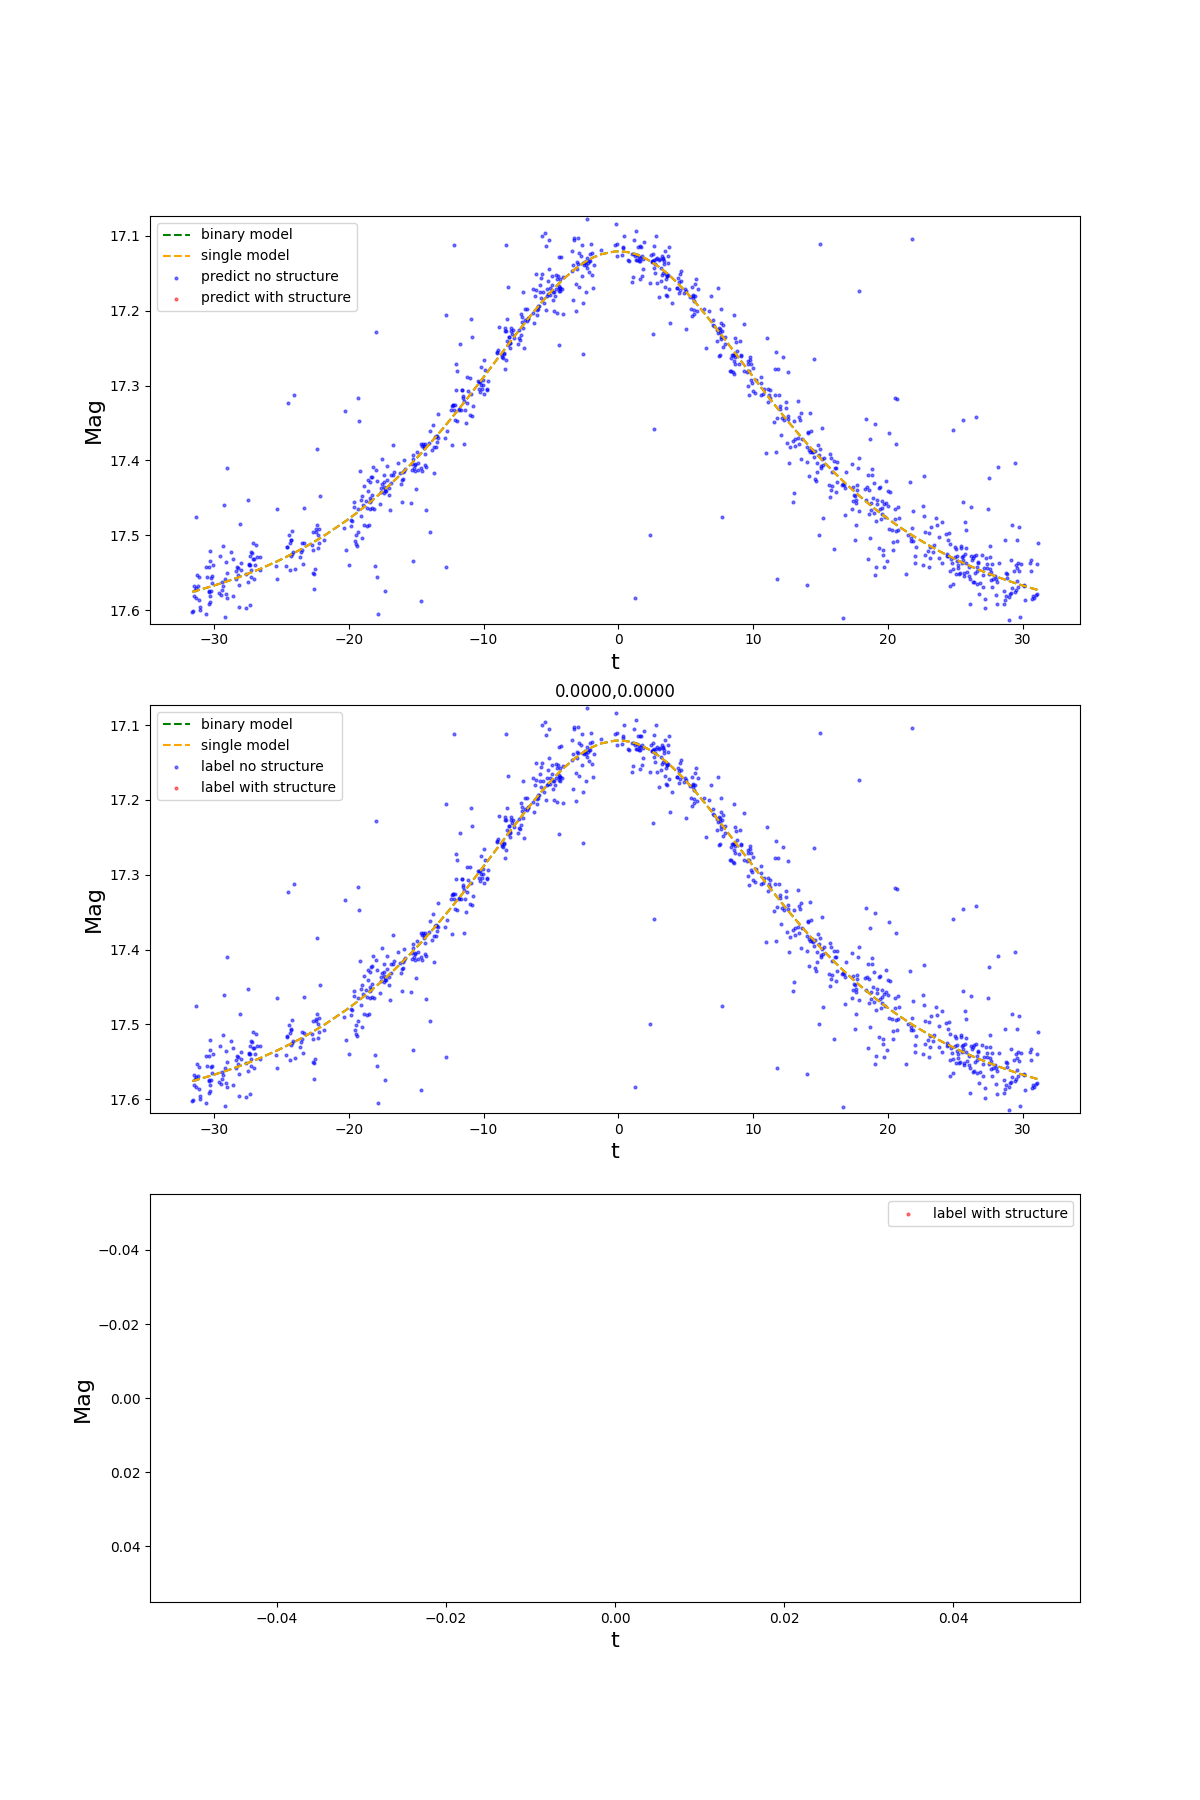 binary model
single model
predict no structure
predict with structure
17.1
17.2
17.3
17.4
17.5
17.6
Mag
−30 −20 −10 0 10 20 30
t
0.0000,0.0000
binary model
single model
label no structure
label with structure
17.1
17.2
17.3
17.4
17.5
17.6
Mag
−30 −20 −10 0 10 20 30
t
label with structure
−0.04
−0.02
0.00
0.02
0.04
Mag
−0.04 −0.02 0.00 0.02 0.04
t